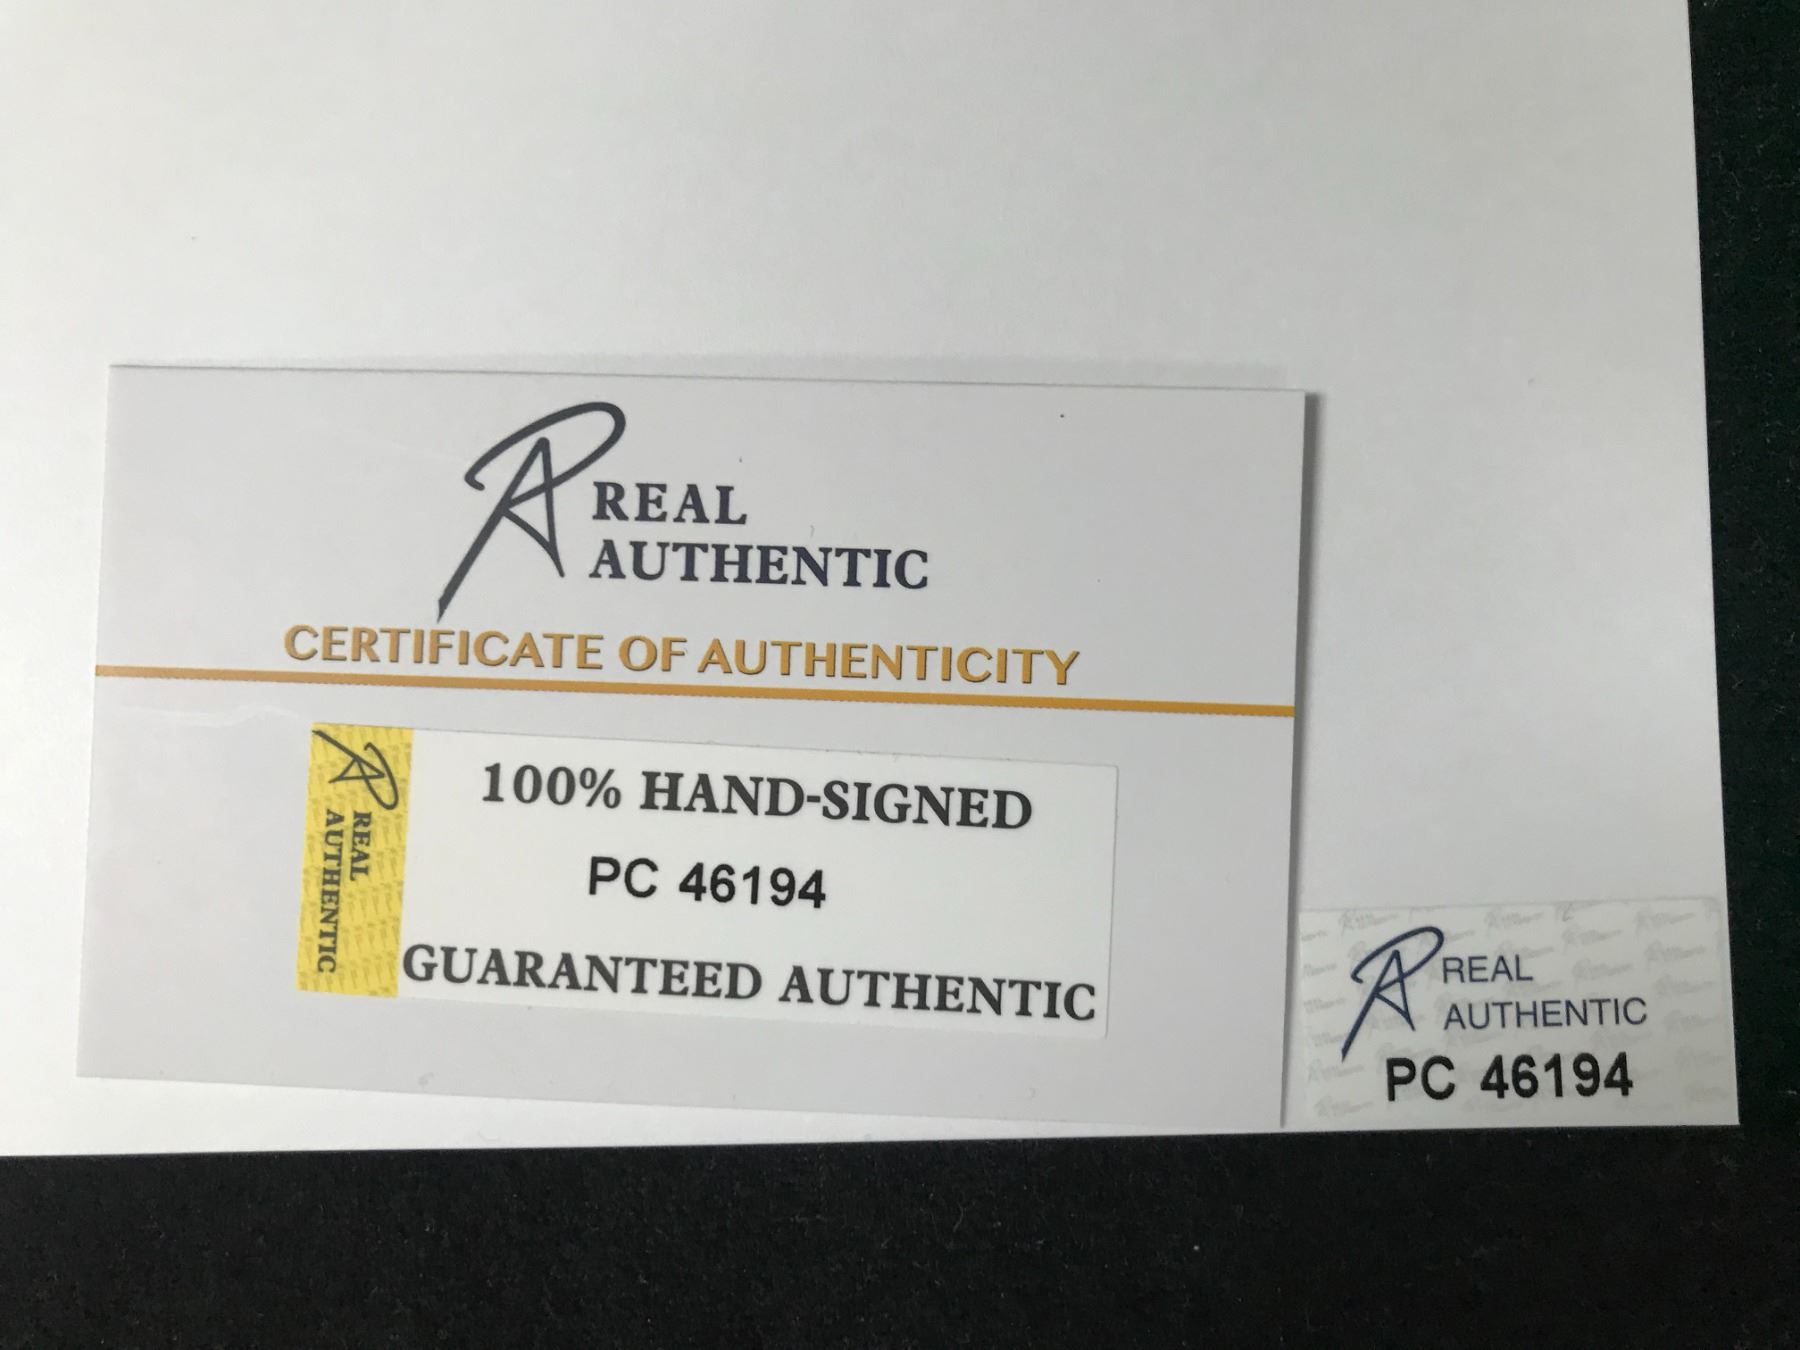 REAL
AUTHENTIC
CERTIFICATE OF AUTHENTICITY
REAL
AUTHENTIC
100% HAND-SIGNED
PC 46194
GUARANTEED AUTHENTIC
REAL
AUTHENTIC
PC 46194